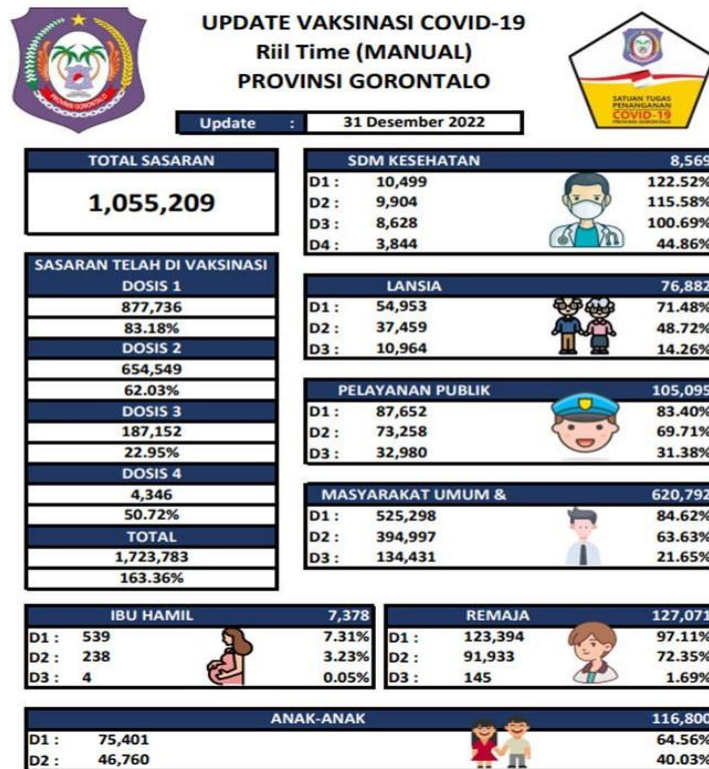 UPDATE VAKSINASI COVID-19
Riil Time (MANUAL)
PROVINSI GORONTALO
PROVINSI GORONTALO
SATUAN TUGAS
PENANGANAN
COVID-19
PROVINSI GORONTALO
Update : 31 Desember 2022
TOTAL SASARAN
1,055,209
SASARAN TELAH DI VAKSINASI
DOSIS 1
877,736
83.18%
DOSIS 2
654,549
62.03%
DOSIS 3
187,152
22.95%
DOSIS 4
4,346
50.72%
TOTAL
1,723,783
163.36%
SDM KESEHATAN 8,569
D1 : 10,499 122.52%
D2 : 9,904 115.58%
D3 : 8,628 100.69%
D4 : 3,844 44.86%
LANSIA 76,882
D1 : 54,953 71.48%
D2 : 37,459 48.72%
D3 : 10,964 14.26%
PELAYANAN PUBLIK 105,095
D1 : 87,652 83.40%
D2 : 73,258 69.71%
D3 : 32,980 31.38%
MASYARAKAT UMUM & 620,792
D1 : 525,298 84.62%
D2 : 394,997 63.63%
D3 : 134,431 21.65%
IBU HAMIL 7,378
D1 : 539 7.31%
D2 : 238 3.23%
D3 : 4 0.05%
REMAJA 127,071
D1 : 123,394 97.11%
D2 : 91,933 72.35%
D3 : 145 1.69%
ANAK-ANAK 116,800
D1 : 75,401 64.56%
D2 : 46,760 40.03%